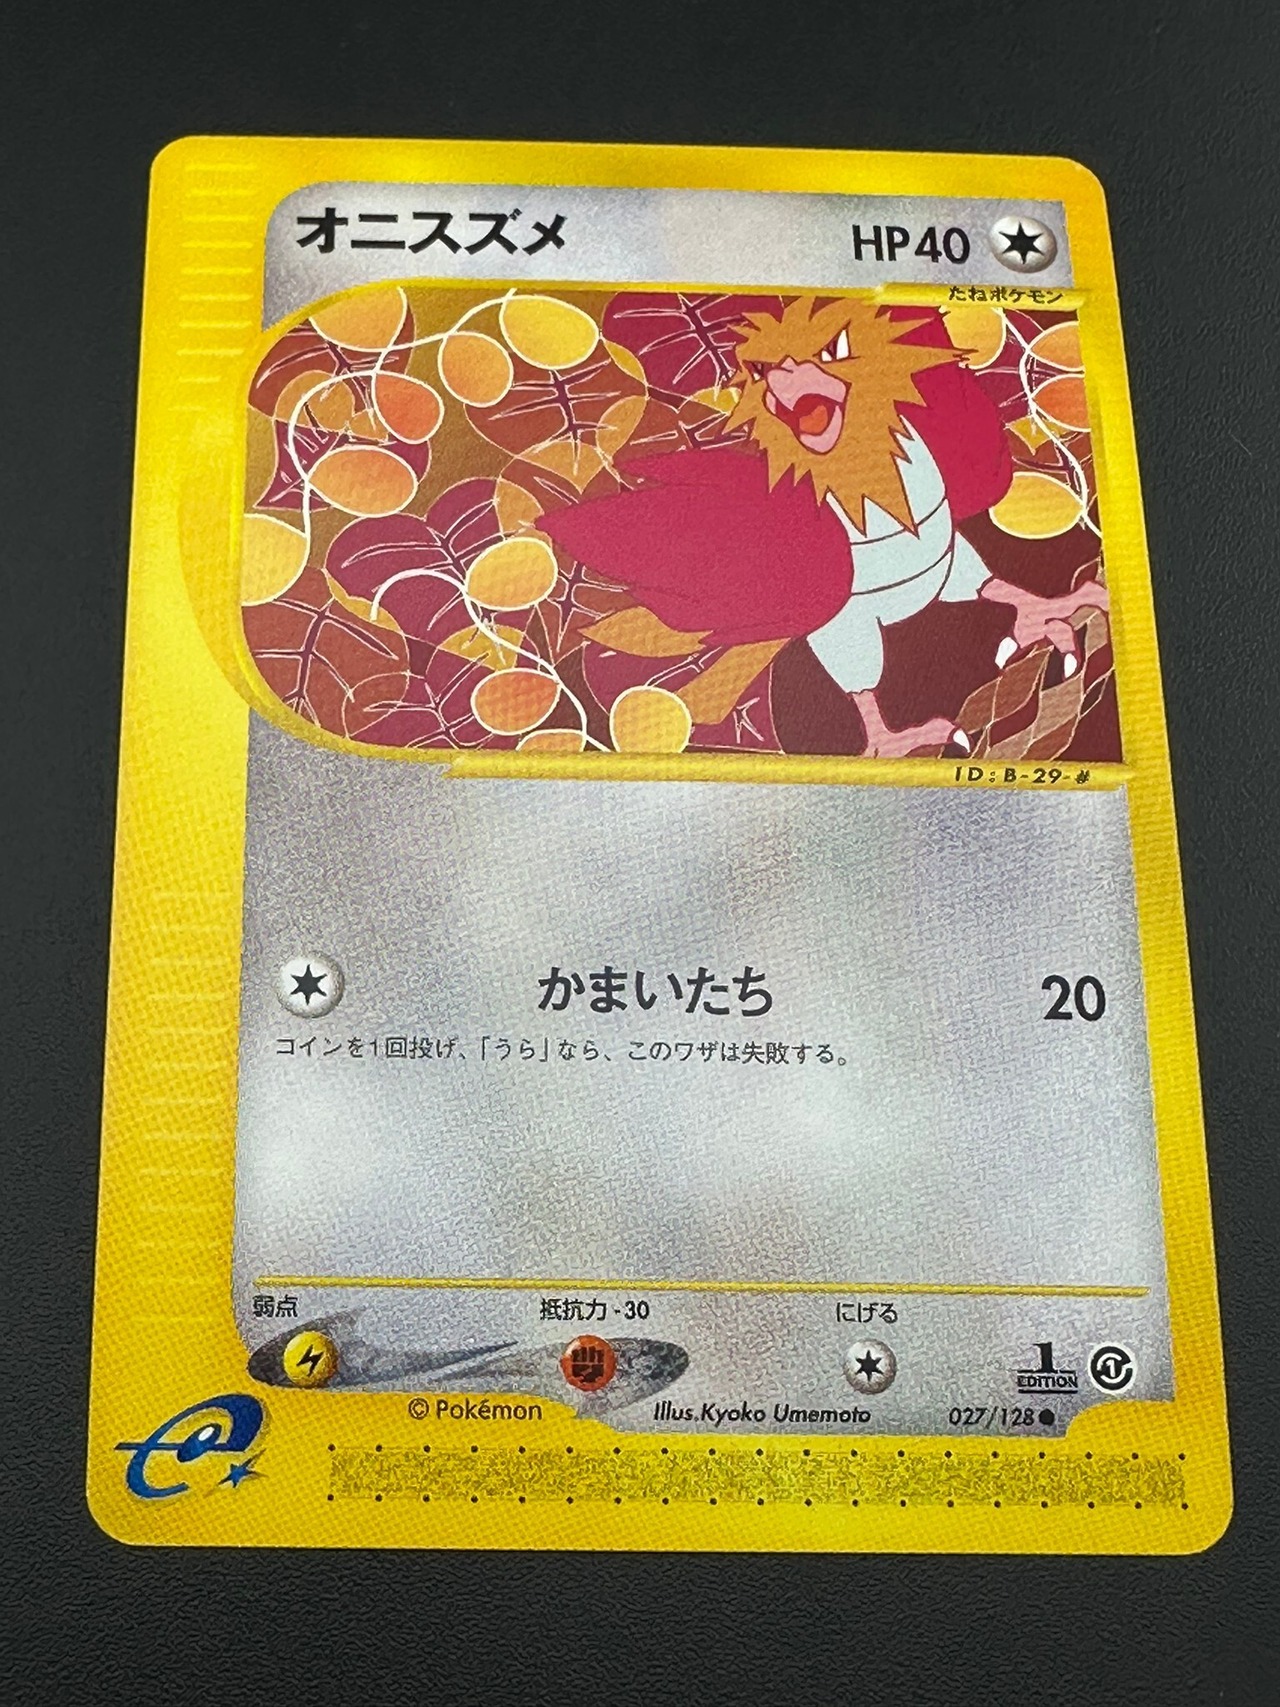 オニスズメ
HP40
たねポケモン
ID:B-29-#
かまいたち
20
コインを1回投げ、「うら」なら、このワザは失敗する。
弱点
抵抗力 -30
にげる
1
EDITION
© Pokémon
Illus.Kyoko Umemoto
027/128●
e